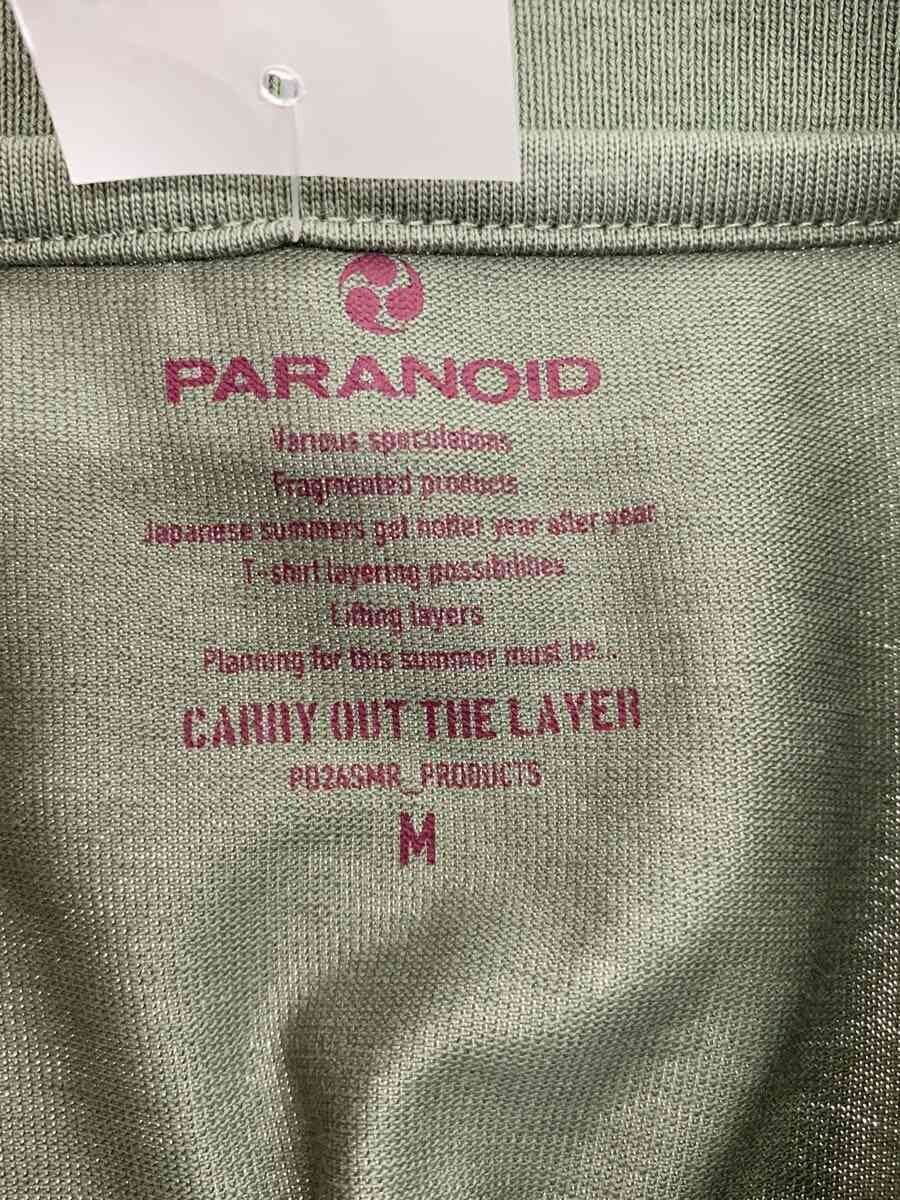 PARANOID
Various speculations
Fragmented products
Japanese summers get hotter year after year
T-shirt layering possibilities
Lifting layers
Planning for this summer must be...
CARRY OUT THE LAYER
PD24SMR_PRODUCTS
M